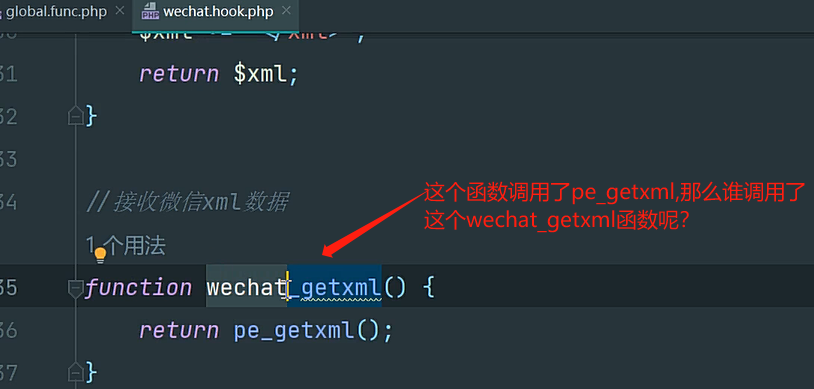 global.func.php × wechat.hook.php ×
31 return $xml;
32 }
33
34 //接收微信xml数据
1个用法
35 function wechat_getxml() {
36 return pe_getxml();
37 }
这个函数调用了pe_getxml,那么谁调用了
这个wechat_getxml函数呢?